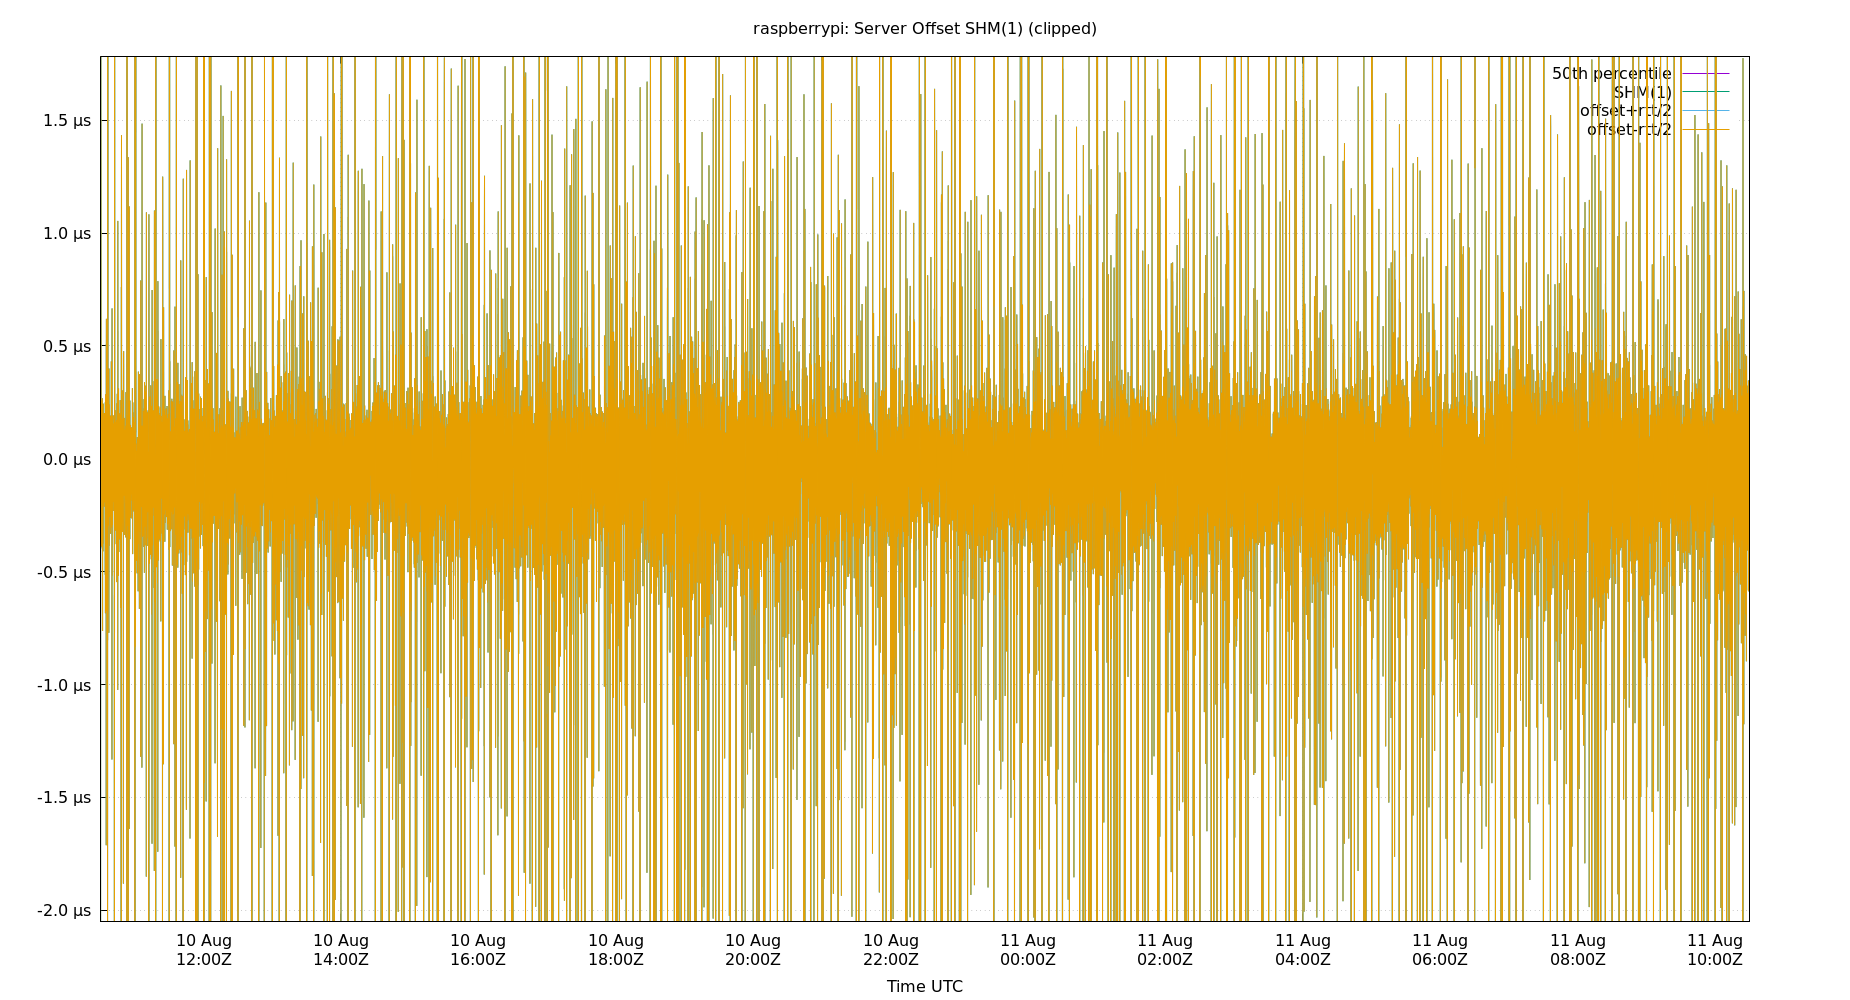 raspberrypi: Server Offset SHM(1) (clipped)
50th percentile
SHM(1)
offset+rtt/2
offset-rtt/2
1.5 µs
1.0 µs
0.5 µs
0.0 µs
-0.5 µs
-1.0 µs
-1.5 µs
-2.0 µs
10 Aug 10 Aug 10 Aug 10 Aug 10 Aug 10 Aug 11 Aug 11 Aug 11 Aug 11 Aug 11 Aug 11 Aug
12:00Z 14:00Z 16:00Z 18:00Z 20:00Z 22:00Z 00:00Z 02:00Z 04:00Z 06:00Z 08:00Z 10:00Z
Time UTC